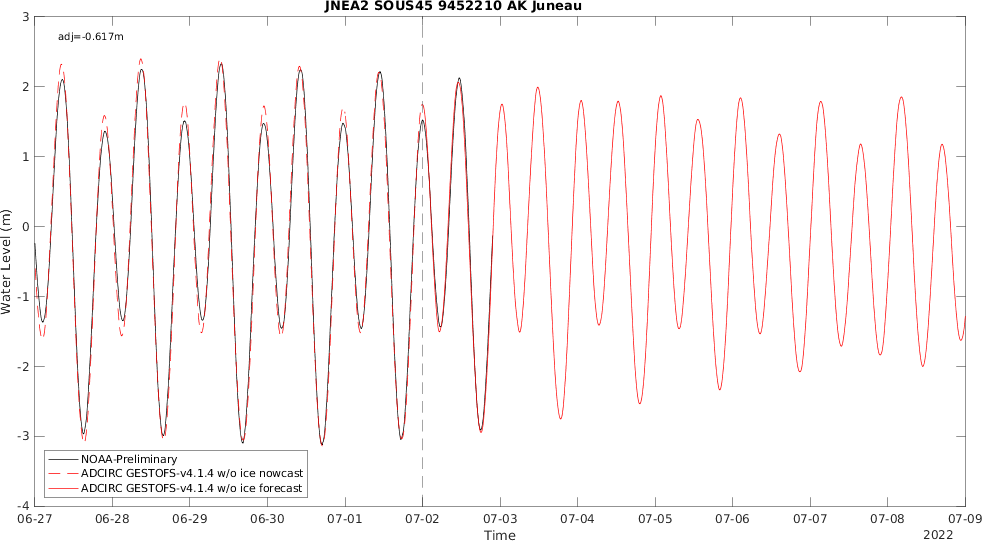 JNEA2 SOUS45 9452210 AK Juneau
adj=-0.617m
3
2
1
0
-1
-2
-3
-4
Water Level (m)
NOAA-Preliminary
ADCIRC GESTOFS-v4.1.4 w/o ice nowcast
ADCIRC GESTOFS-v4.1.4 w/o ice forecast
06-27 06-28 06-29 06-30 07-01 07-02 07-03 07-04 07-05 07-06 07-07 07-08 07-09
Time
2022